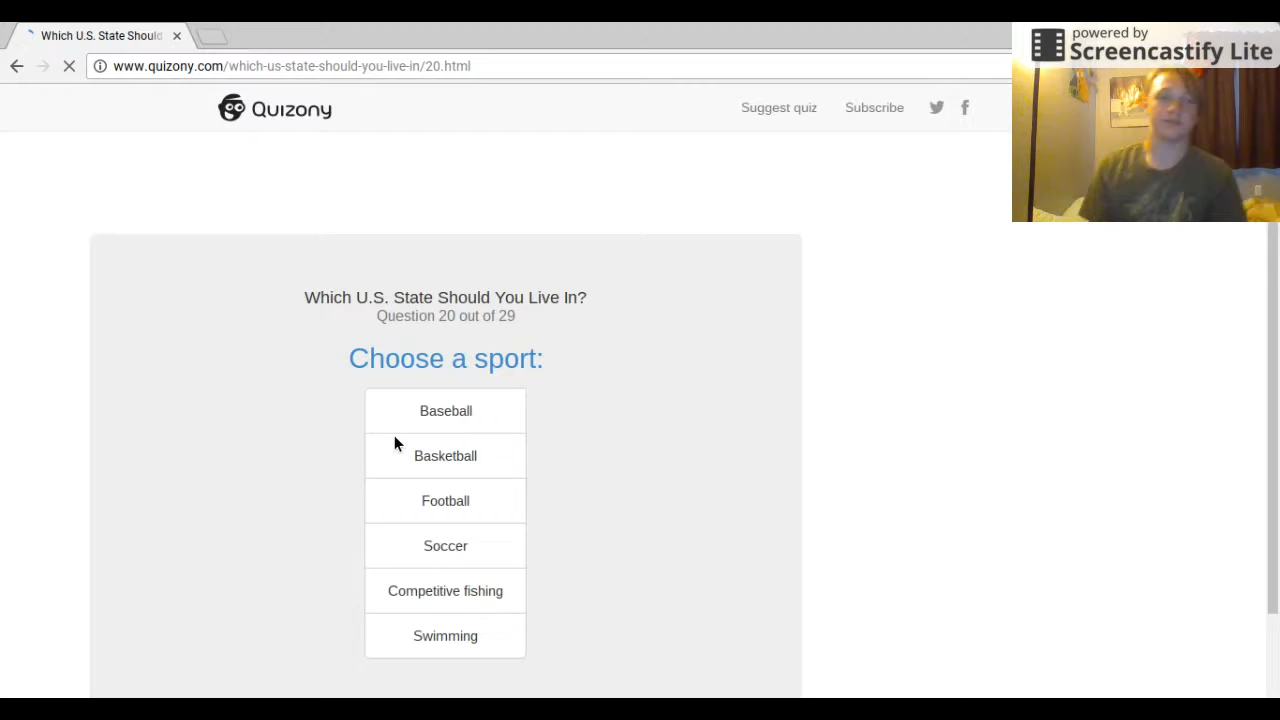 Which U.S. State Should
www.quizony.com/which-us-state-should-you-live-in/20.html
powered by
Screencastify Lite
Quizony
Suggest quiz
Subscribe
Which U.S. State Should You Live In?
Question 20 out of 29
Choose a sport:
Baseball
Basketball
Football
Soccer
Competitive fishing
Swimming